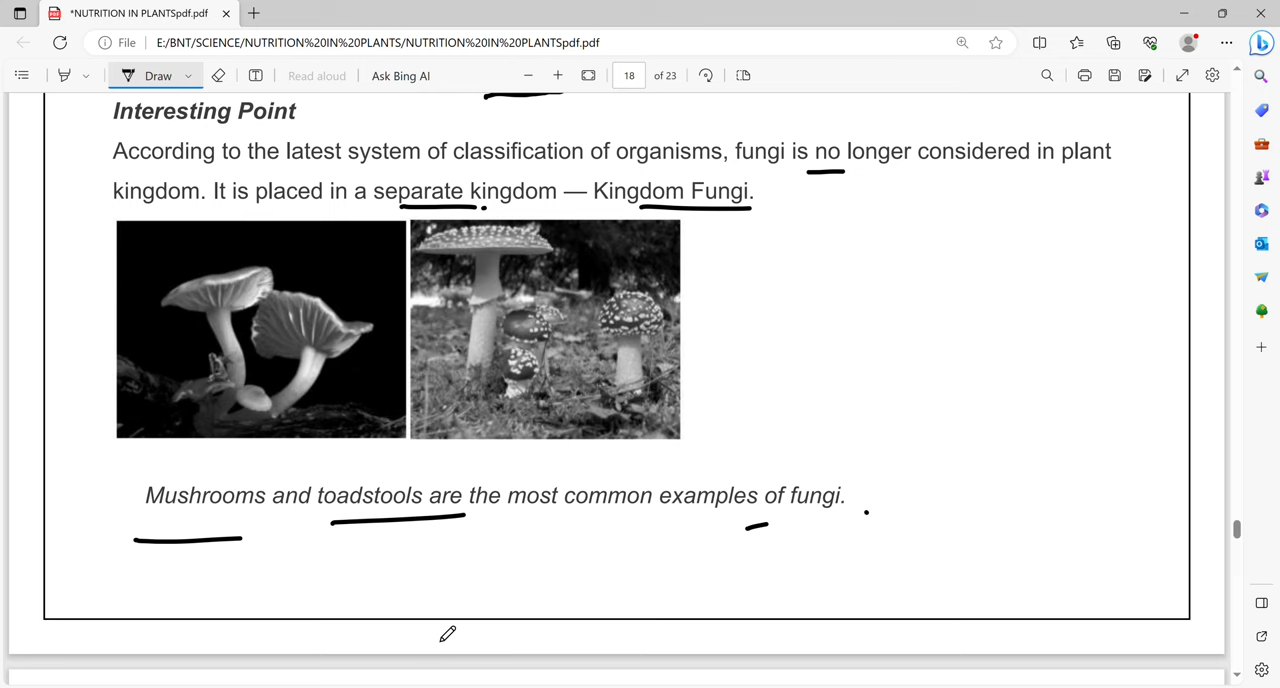 *NUTRITION IN PLANTSpdf.pdf
File
E:/BNT/SCIENCE/NUTRITION%20IN%20PLANTS/NUTRITION%20IN%20PLANTSpdf.pdf
Draw
Read aloud
Ask Bing AI
18 of 23
Interesting Point
According to the latest system of classification of organisms, fungi is no longer considered in plant
kingdom. It is placed in a separate kingdom — Kingdom Fungi.
Mushrooms and toadstools are the most common examples of fungi.